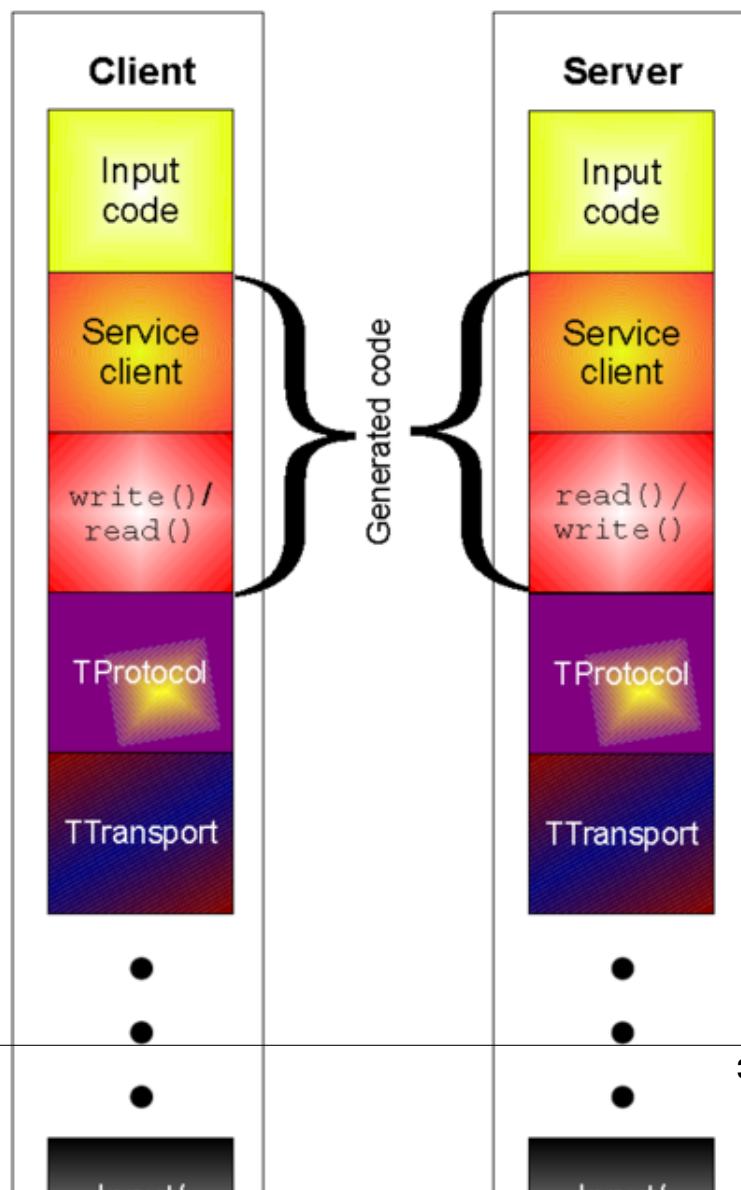 Client
Input
code
Service
client
write()/
read()
TProtocol
TTransport
Generated code
Server
Input
code
Service
client
read()/
write()
TProtocol
TTransport